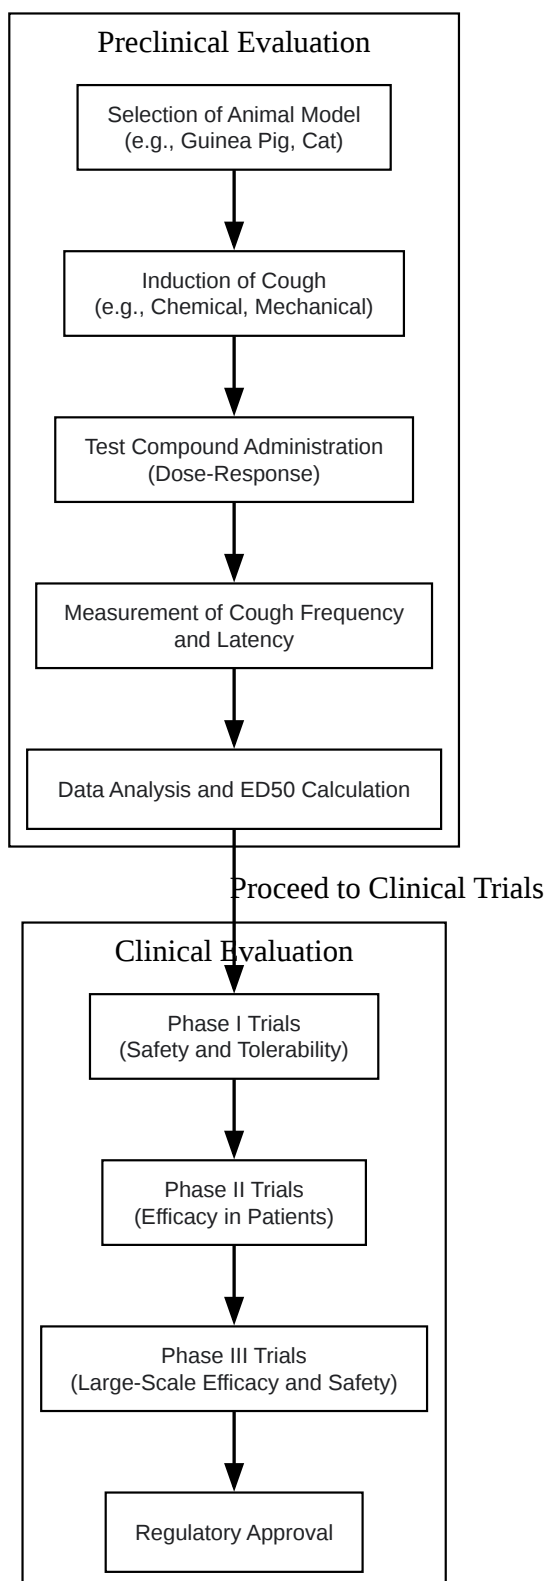 Preclinical Evaluation
Selection of Animal Model
(e.g., Guinea Pig, Cat)
Induction of Cough
(e.g., Chemical, Mechanical)
Test Compound Administration
(Dose-Response)
Measurement of Cough Frequency
and Latency
Data Analysis and ED50 Calculation
Proceed to Clinical Trials
Clinical Evaluation
Phase I Trials
(Safety and Tolerability)
Phase II Trials
(Efficacy in Patients)
Phase III Trials
(Large-Scale Efficacy and Safety)
Regulatory Approval